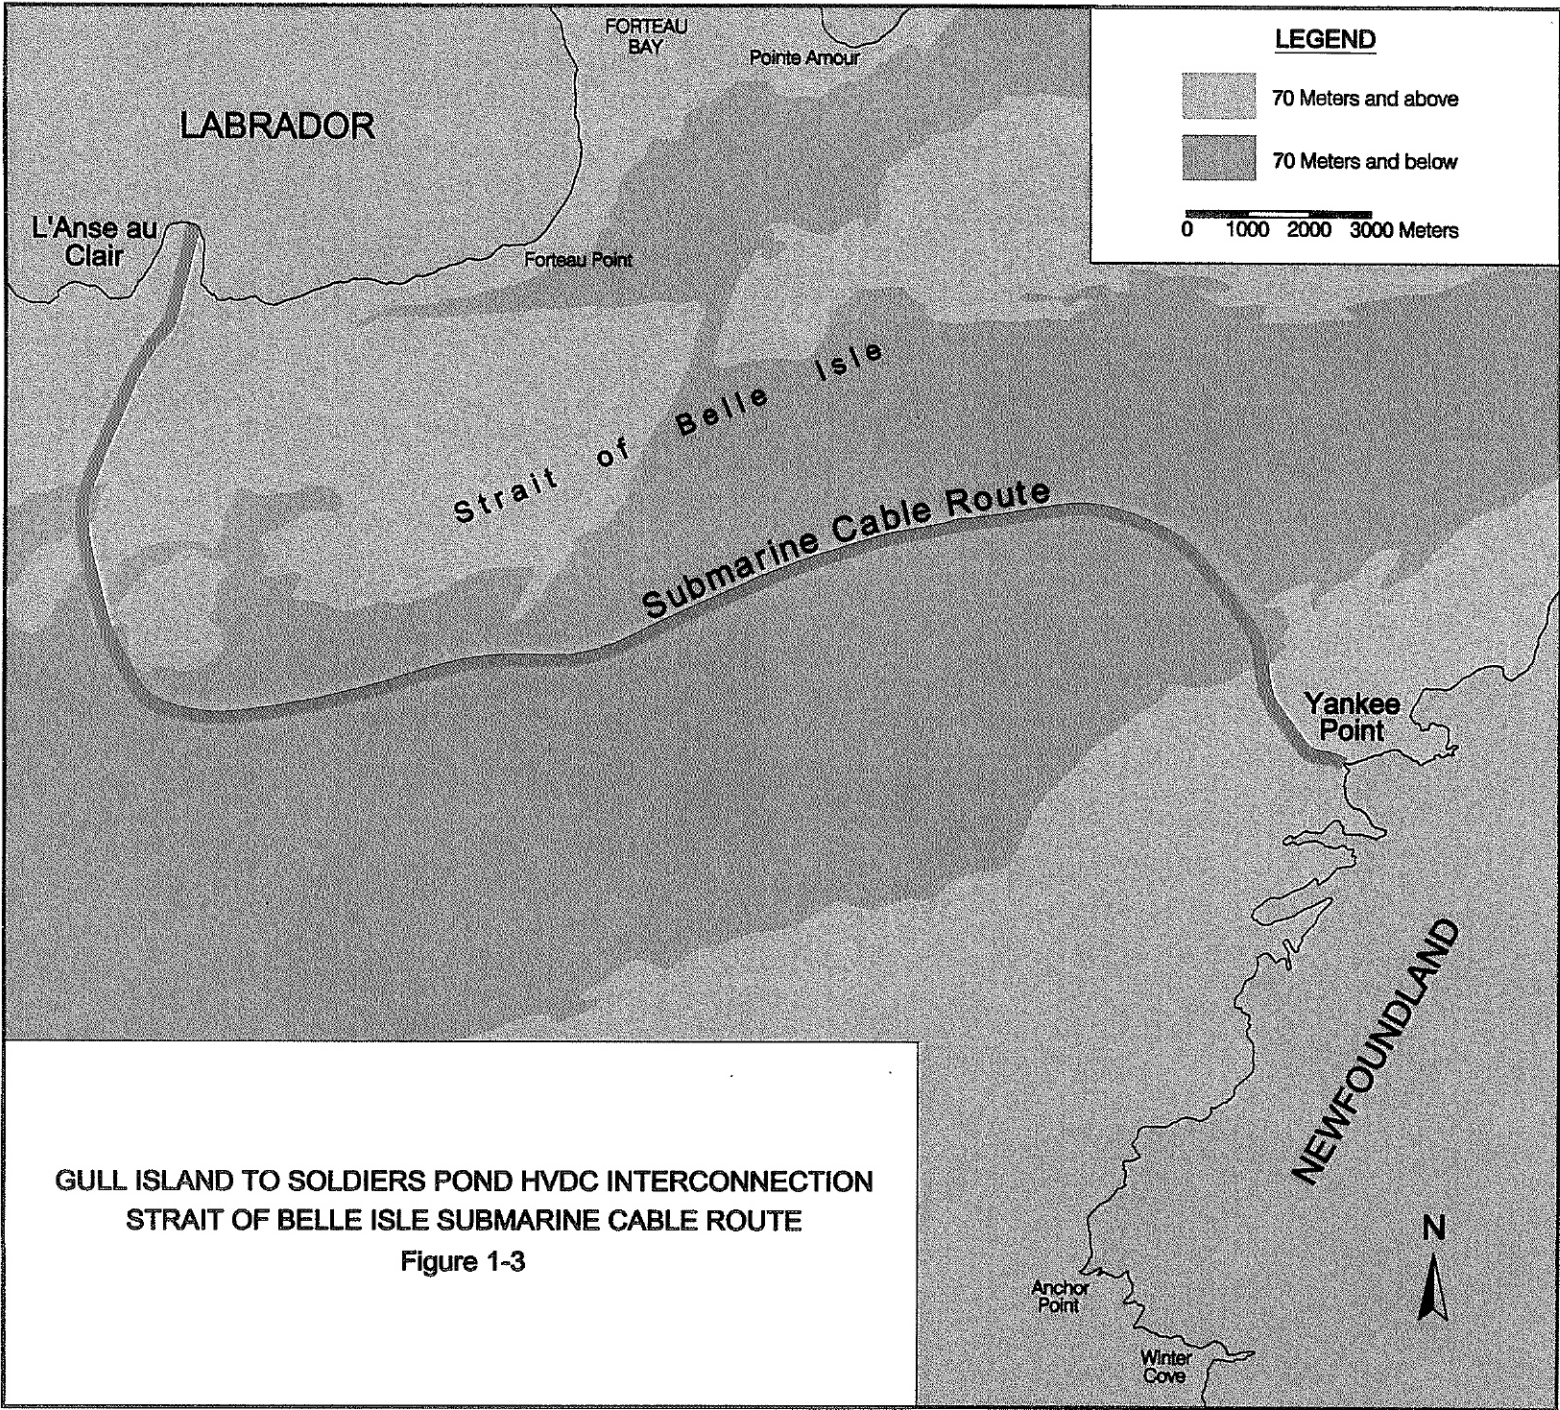 FORTEAU
BAY
Pointe Amour
LEGEND
70 Meters and above
70 Meters and below
0 1000 2000 3000 Meters
LABRADOR
L'Anse au
Clair
Forteau Point
Strait of Belle Isle
Submarine Cable Route
Yankee
Point
NEWFOUNDLAND
GULL ISLAND TO SOLDIERS POND HVDC INTERCONNECTION
STRAIT OF BELLE ISLE SUBMARINE CABLE ROUTE
Figure 1-3
N
Anchor
Point
Winter
Cove